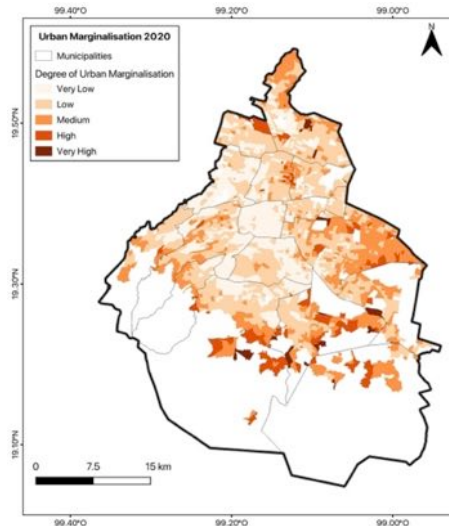 99.40°O 99.20°O 99.00°O
Urban Marginalisation 2020
Municipalities
Degree of Urban Marginalisation
Very Low
Low
Medium
High
Very High
N
19.50°N
19.30°N
19.10°N
0 7.5 15 km
99.40°O 99.20°O 99.00°O